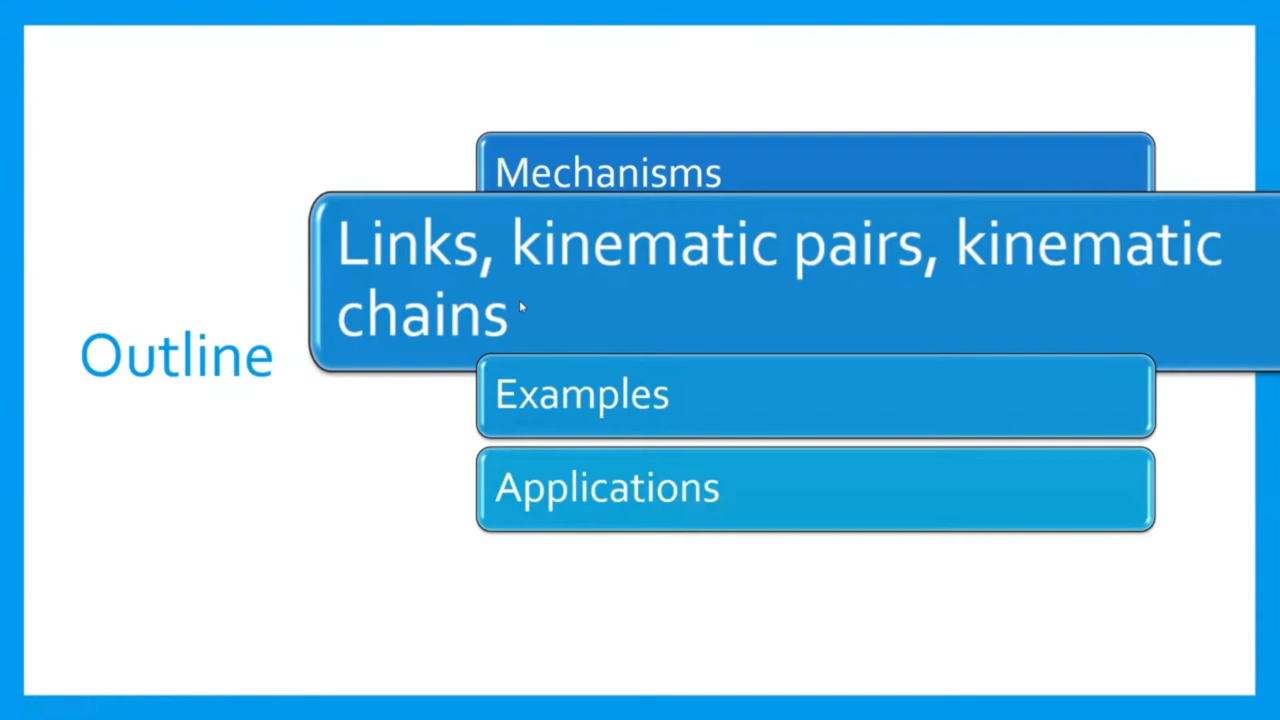 Mechanisms
Links, kinematic pairs, kinematic
chains
Outline
Examples
Applications